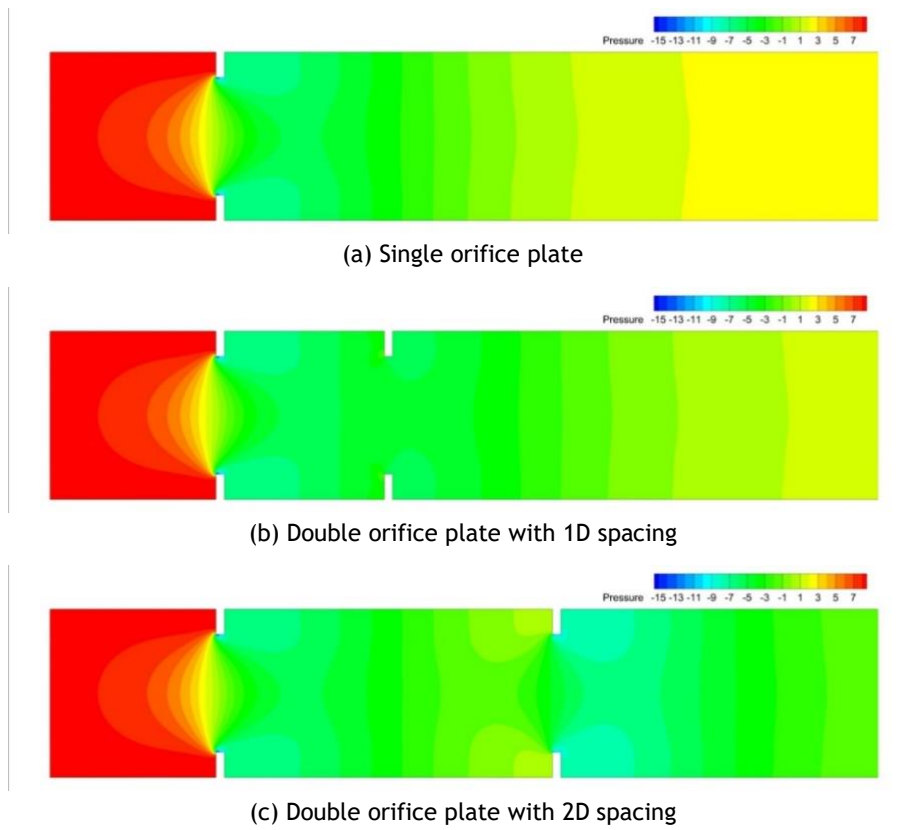 Pressure -15 -13 -11 -9 -7 -5 -3 -1 1 3 5 7
(a) Single orifice plate
Pressure -15 -13 -11 -9 -7 -5 -3 -1 1 3 5 7
(b) Double orifice plate with 1D spacing
Pressure -15 -13 -11 -9 -7 -5 -3 -1 1 3 5 7
(c) Double orifice plate with 2D spacing